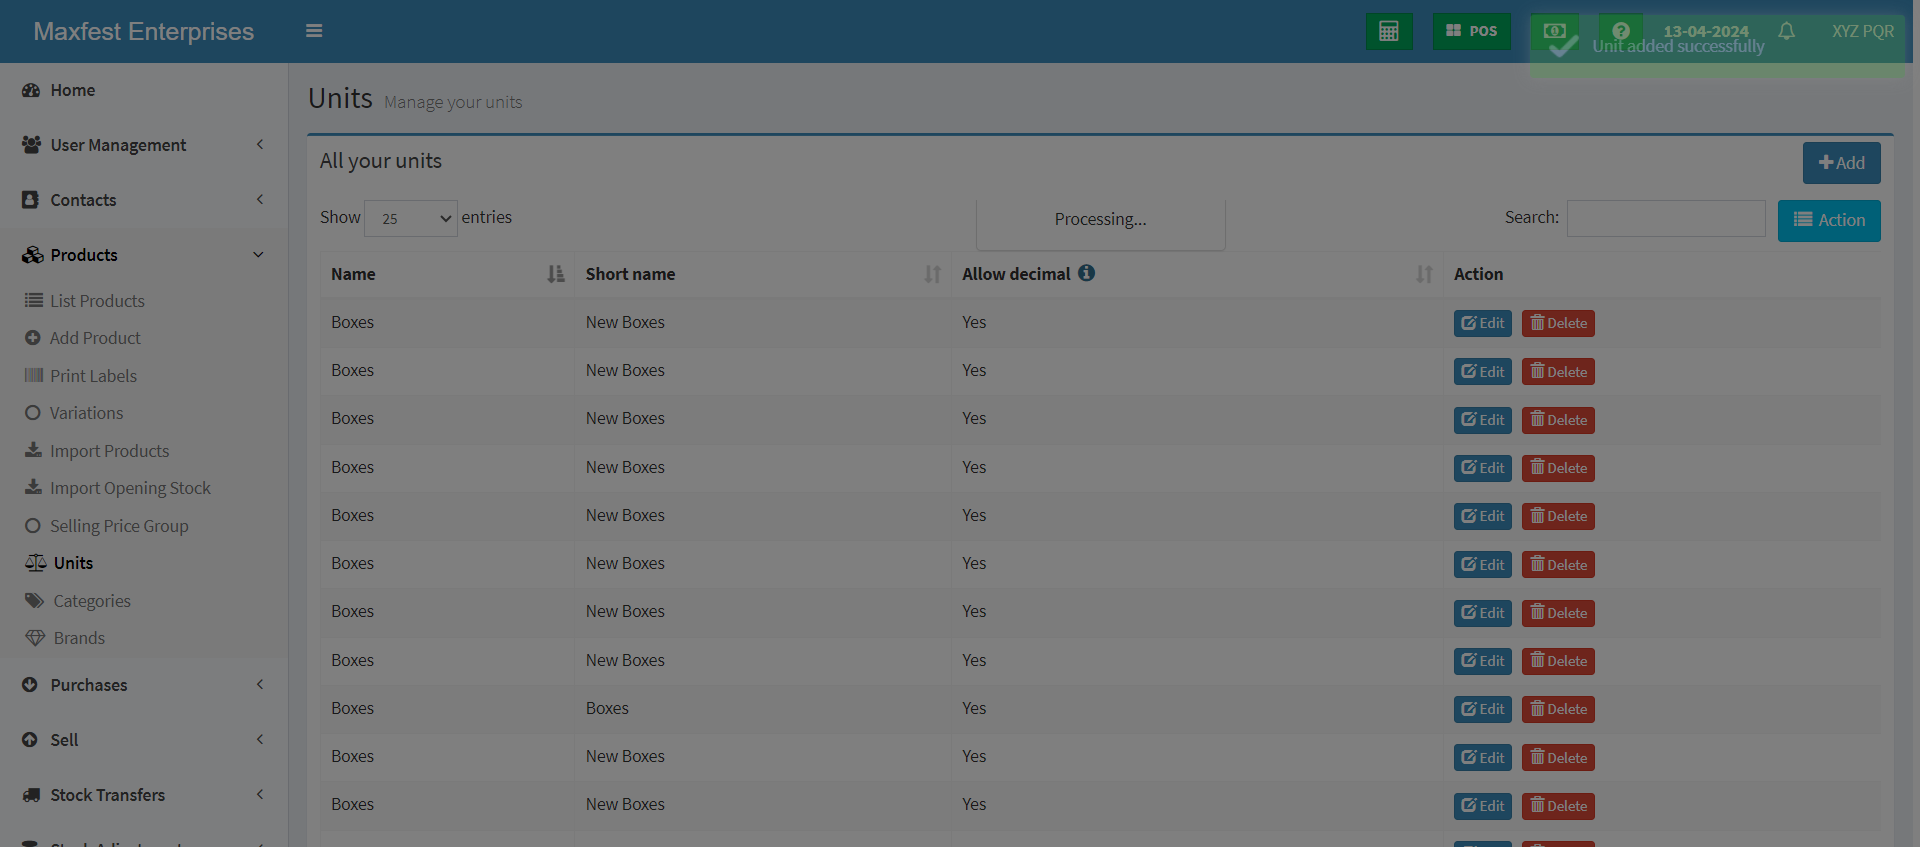 Maxfest Enterprises
POS
13-04-2024
XYZ PQR
Unit added successfully
Home
User Management
Contacts
Products
List Products
Add Product
Print Labels
Variations
Import Products
Import Opening Stock
Selling Price Group
Units
Categories
Brands
Purchases
Sell
Stock Transfers
Units Manage your units
All your units
Add
Show 25 entries
Processing...
Search:
Action
Name Short name Allow decimal Action
Boxes New Boxes Yes Edit Delete
Boxes New Boxes Yes Edit Delete
Boxes New Boxes Yes Edit Delete
Boxes New Boxes Yes Edit Delete
Boxes New Boxes Yes Edit Delete
Boxes New Boxes Yes Edit Delete
Boxes New Boxes Yes Edit Delete
Boxes New Boxes Yes Edit Delete
Boxes Boxes Yes Edit Delete
Boxes New Boxes Yes Edit Delete
Boxes New Boxes Yes Edit Delete